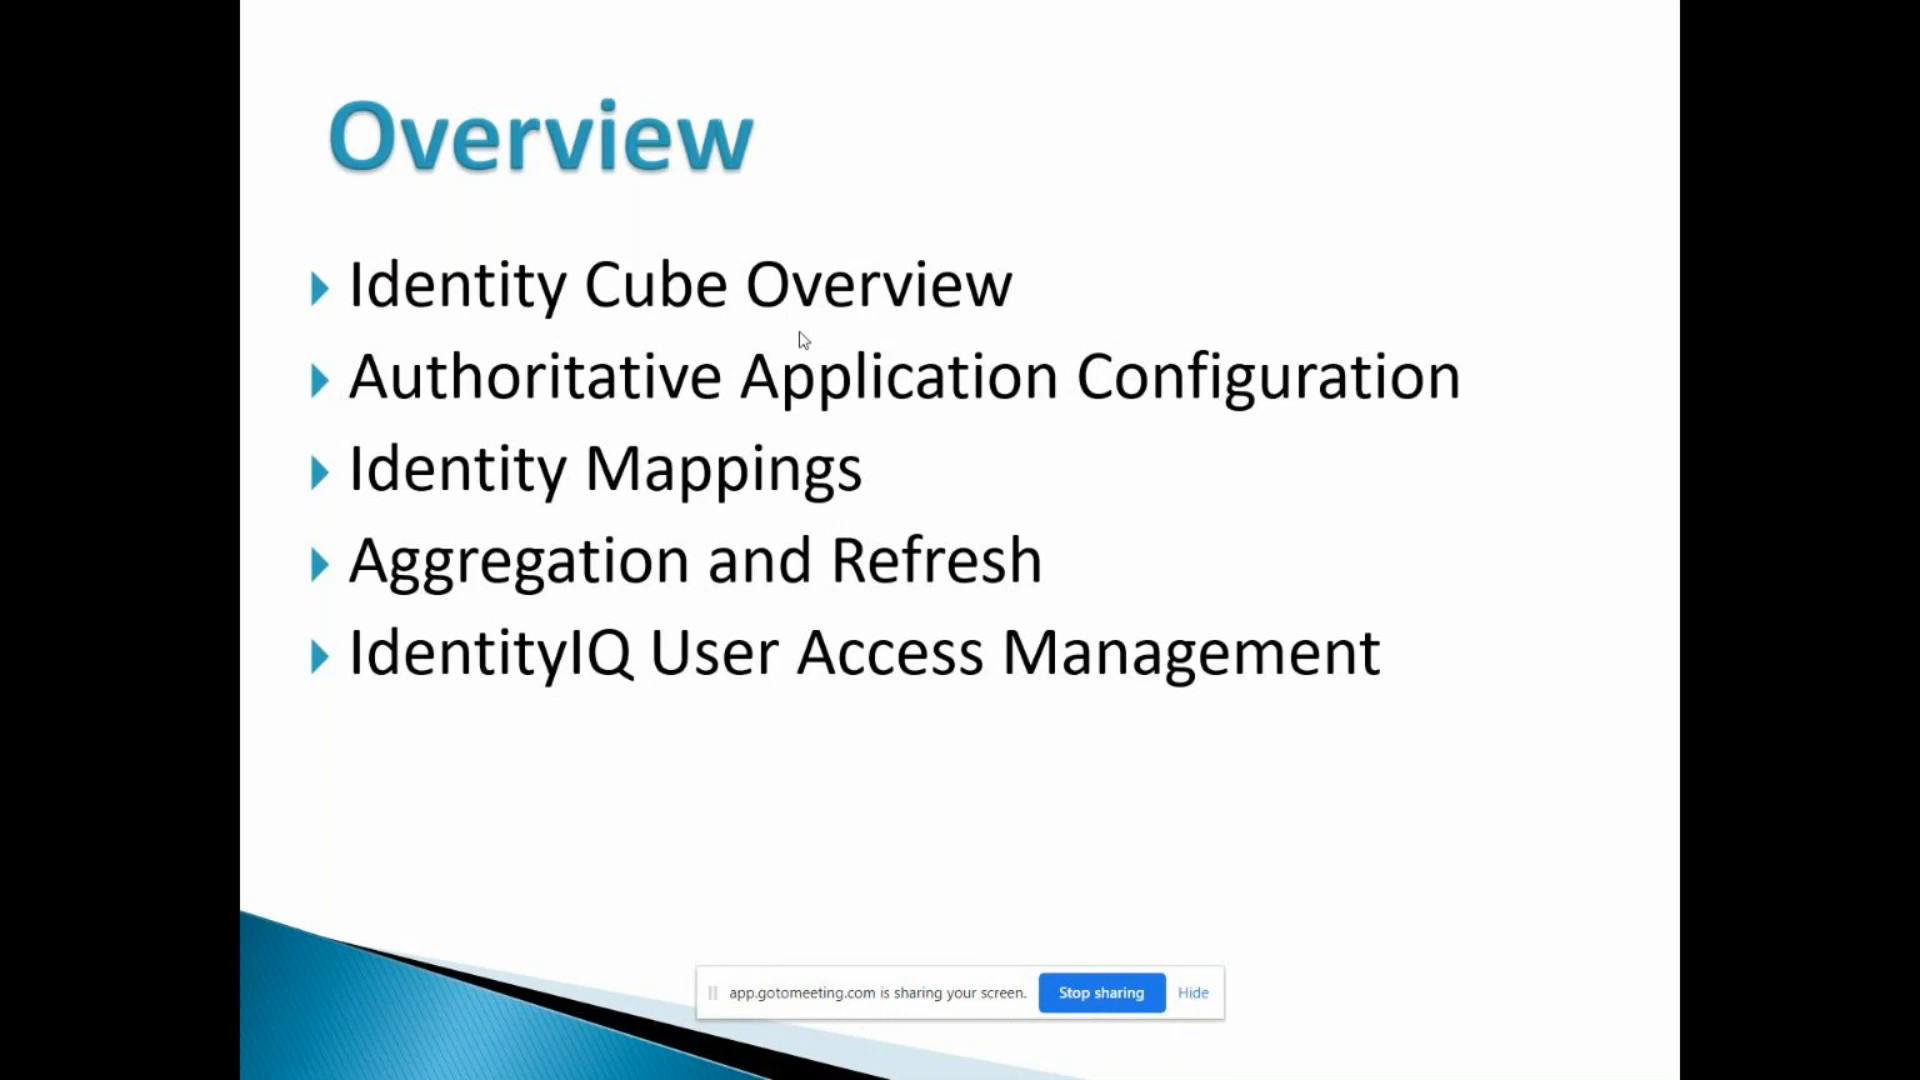 Overview
Identity Cube Overview
Authoritative Application Configuration
Identity Mappings
Aggregation and Refresh
IdentityIQ User Access Management
app.gotomeeting.com is sharing your screen. Stop sharing Hide